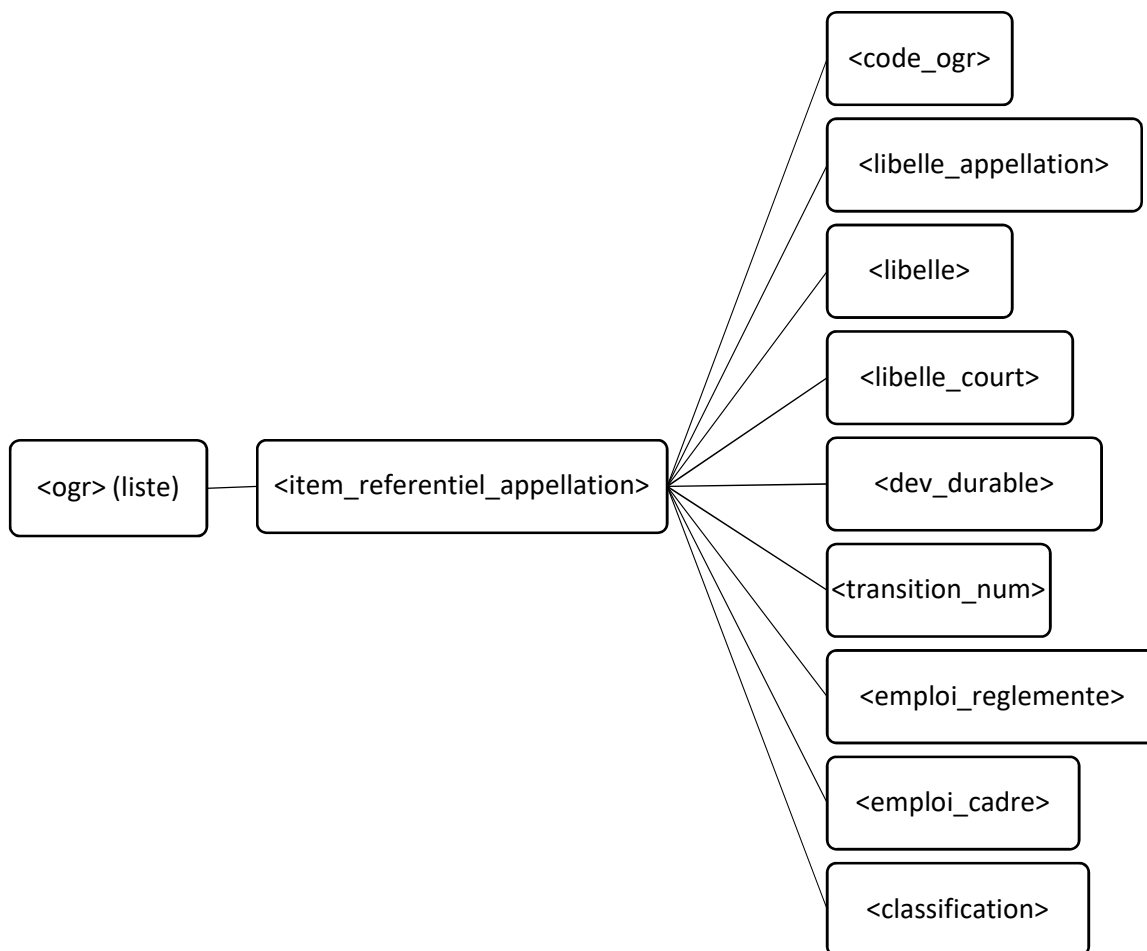 <code_ogr>
<libelle_appellation>
<libelle>
<libelle_court>
<ogr> (liste)
<item_referentiel_appellation>
<dev_durable>
<transition_num>
<emploi_reglemente>
<emploi_cadre>
<classification>